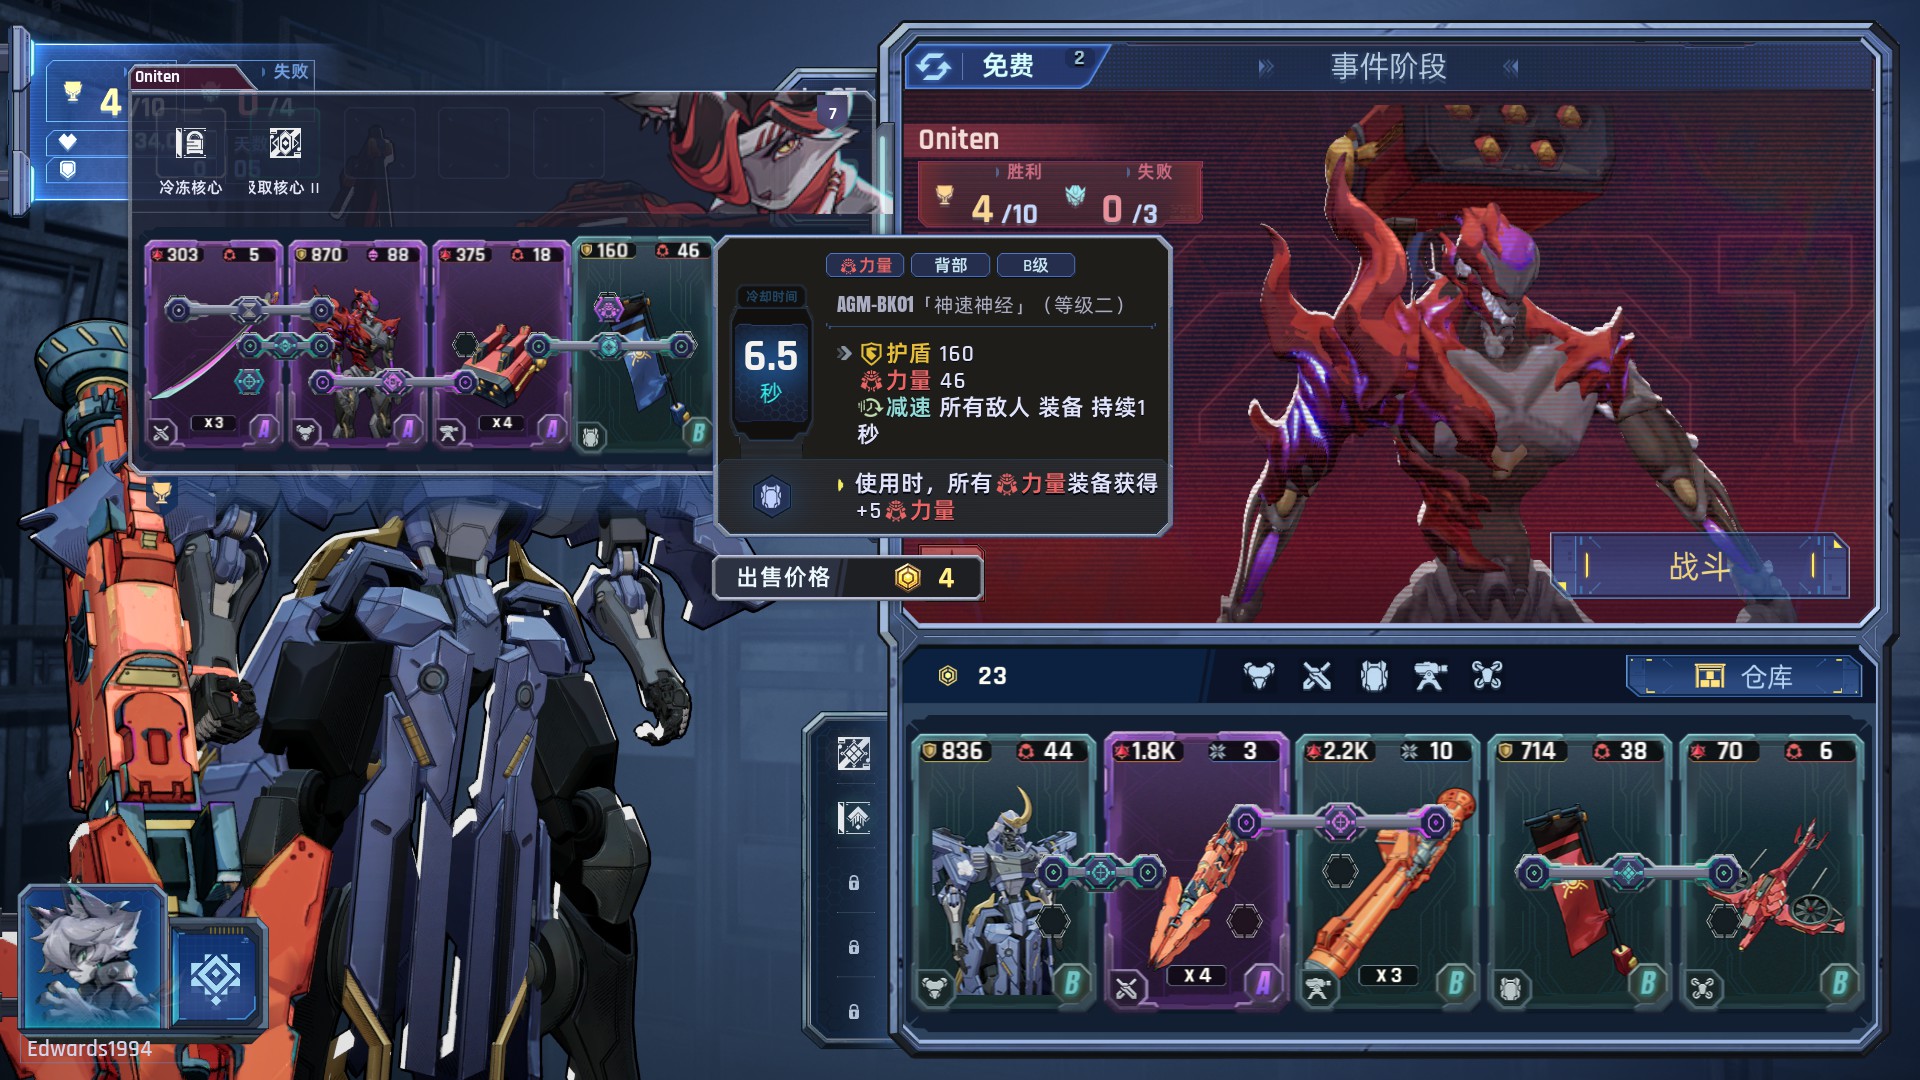 Oniten
失败
4
/10
0
/4
7
冷冻核心
及取核心 II
303
5
870
88
375
18
160
46
x3
A
A
x4
A
B
力量
背部
B级
冷却时间
6.5
秒
AGM-BK01「神速神经」（等级二）
护盾 160
力量 46
减速 所有敌人 装备 持续1
秒
使用时，所有力量装备获得
+5力量
出售价格
4
免费
2
事件阶段
Oniten
胜利
失败
4 /10
0 /3
战斗
23
仓库
836
44
1.8K
3
2.2K
10
714
38
70
6
B
x4
A
x3
B
B
B
Edwards1994